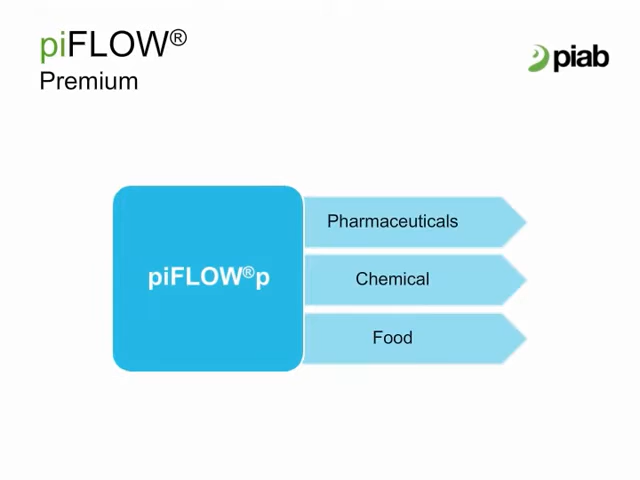 piFLOW®
Premium
piab
piFLOW®p
Pharmaceuticals
Chemical
Food